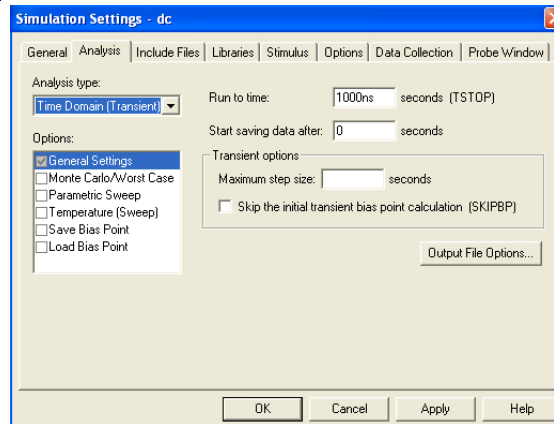 Simulation Settings - dc
General Analysis Include Files Libraries Stimulus Options Data Collection Probe Window
Analysis type:
Time Domain (Transient)
Run to time: 1000ns seconds (TSTOP)
Start saving data after: 0 seconds
Options:
General Settings
Monte Carlo/Worst Case
Parametric Sweep
Temperature (Sweep)
Save Bias Point
Load Bias Point
Transient options
Maximum step size: seconds
Skip the initial transient bias point calculation (SKIPBP)
Output File Options...
OK Cancel Apply Help